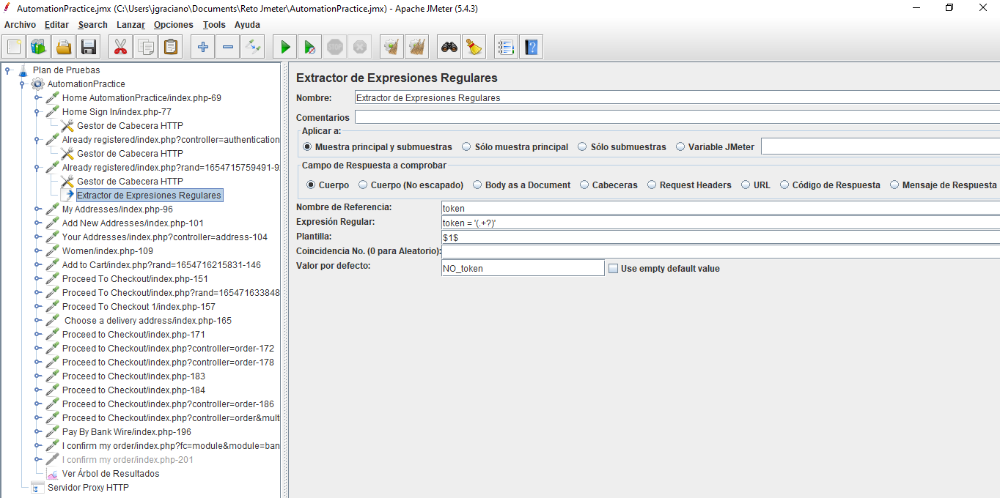 AutomationPractice.jmx (C:\Users\jgraciano\Documents\Reto Jmeter\AutomationPractice.jmx) - Apache JMeter (5.4.3)
Archivo Editar Search Lanzar Opciones Tools Ayuda
STOP
Plan de Pruebas
AutomationPractice
Home AutomationPractice/index.php-69
Home Sign In/index.php-77
Gestor de Cabecera HTTP
Already registered/index.php?controller=authentication
Gestor de Cabecera HTTP
Already registered/index.php?rand=1654715759491-9
Gestor de Cabecera HTTP
Extractor de Expresiones Regulares
My Addresses/index.php-96
Add New Addresses/index.php-101
Your Addresses/index.php?controller=address-104
Women/index.php-109
Add to Cart/index.php?rand=1654716215831-146
Proceed To Checkout/index.php-151
Proceed To Checkout/index.php?rand=165471633848
Proceed To Checkout 1/index.php-157
Choose a delivery address/index.php-165
Proceed to Checkout/index.php-171
Proceed to Checkout/index.php?controller=order-172
Proceed to Checkout/index.php?controller=order-178
Proceed to Checkout/index.php-183
Proceed to Checkout/index.php-184
Proceed to Checkout/index.php?controller=order-186
Proceed to Checkout/index.php?controller=order&mult
Pay By Bank Wire/index.php-196
I confirm my order/index.php?fc=module&module=ban
I confirm my order/index.php-201
Ver Árbol de Resultados
Servidor Proxy HTTP
Extractor de Expresiones Regulares
Nombre: Extractor de Expresiones Regulares
Comentarios
Aplicar a:
Muestra principal y submuestras Sólo muestra principal Sólo submuestras Variable JMeter
Campo de Respuesta a comprobar
Cuerpo Cuerpo (No escapado) Body as a Document Cabeceras Request Headers URL Código de Respuesta Mensaje de Respuesta
Nombre de Referencia: token
Expresión Regular: token = '(.+?)'
Plantilla: $1$
Coincidencia No. (0 para Aleatorio):
Valor por defecto: NO_token Use empty default value